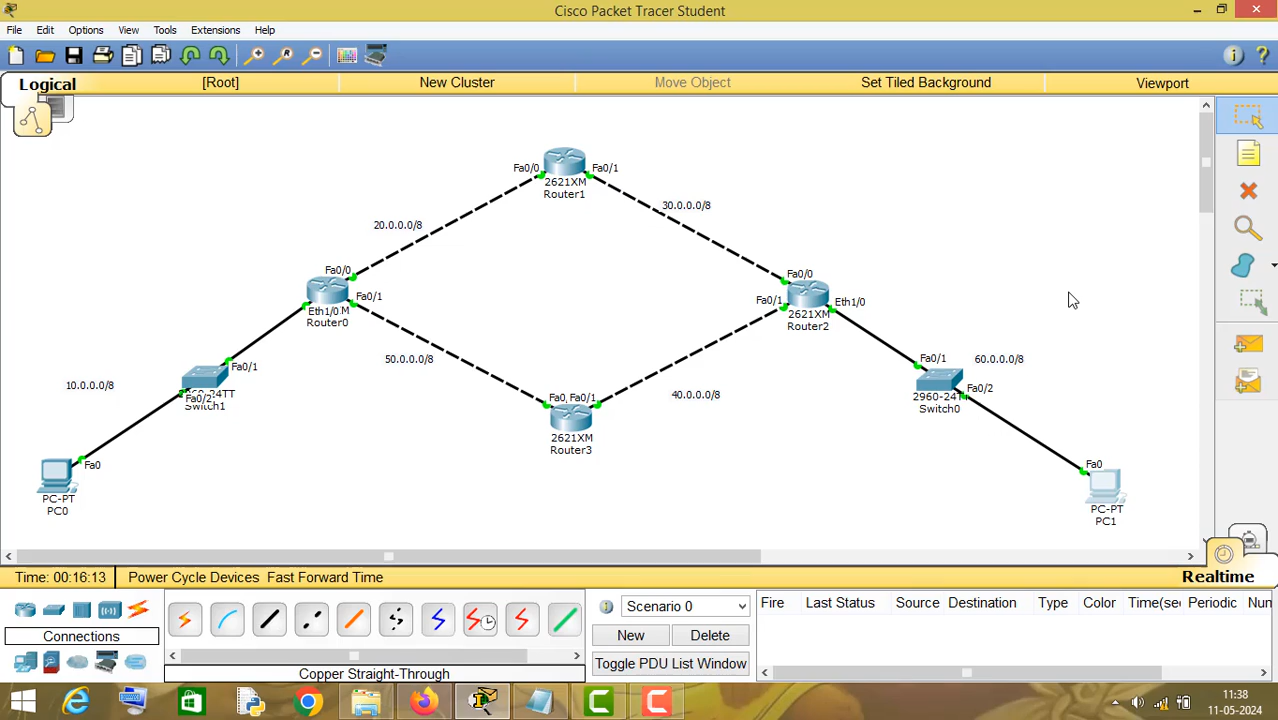 Cisco Packet Tracer Student
File Edit Options View Tools Extensions Help
Logical
[Root]
New Cluster
Move Object
Set Tiled Background
Viewport
Fa0/0
Fa0/1
2621XM
Router1
20.0.0.0/8
30.0.0.0/8
Fa0/0
Fa0/1
Eth1/0
Router0
Fa0/0
Fa0/1
Eth1/0
2621XM
Router2
50.0.0.0/8
40.0.0.0/8
Fa0/1
2621XM
Router3
10.0.0.0/8
Fa0/1
Fa0/2
Switch1
Fa0/1
60.0.0.0/8
Fa0/2
2960-24TT
Switch0
Fa0
PC-PT
PC0
Fa0
PC-PT
PC1
Time: 00:16:13
Power Cycle Devices Fast Forward Time
Realtime
Connections
Copper Straight-Through
Scenario 0
New
Delete
Toggle PDU List Window
Fire Last Status Source Destination Type Color Time(sec Periodic Num
11:38
11-05-2024